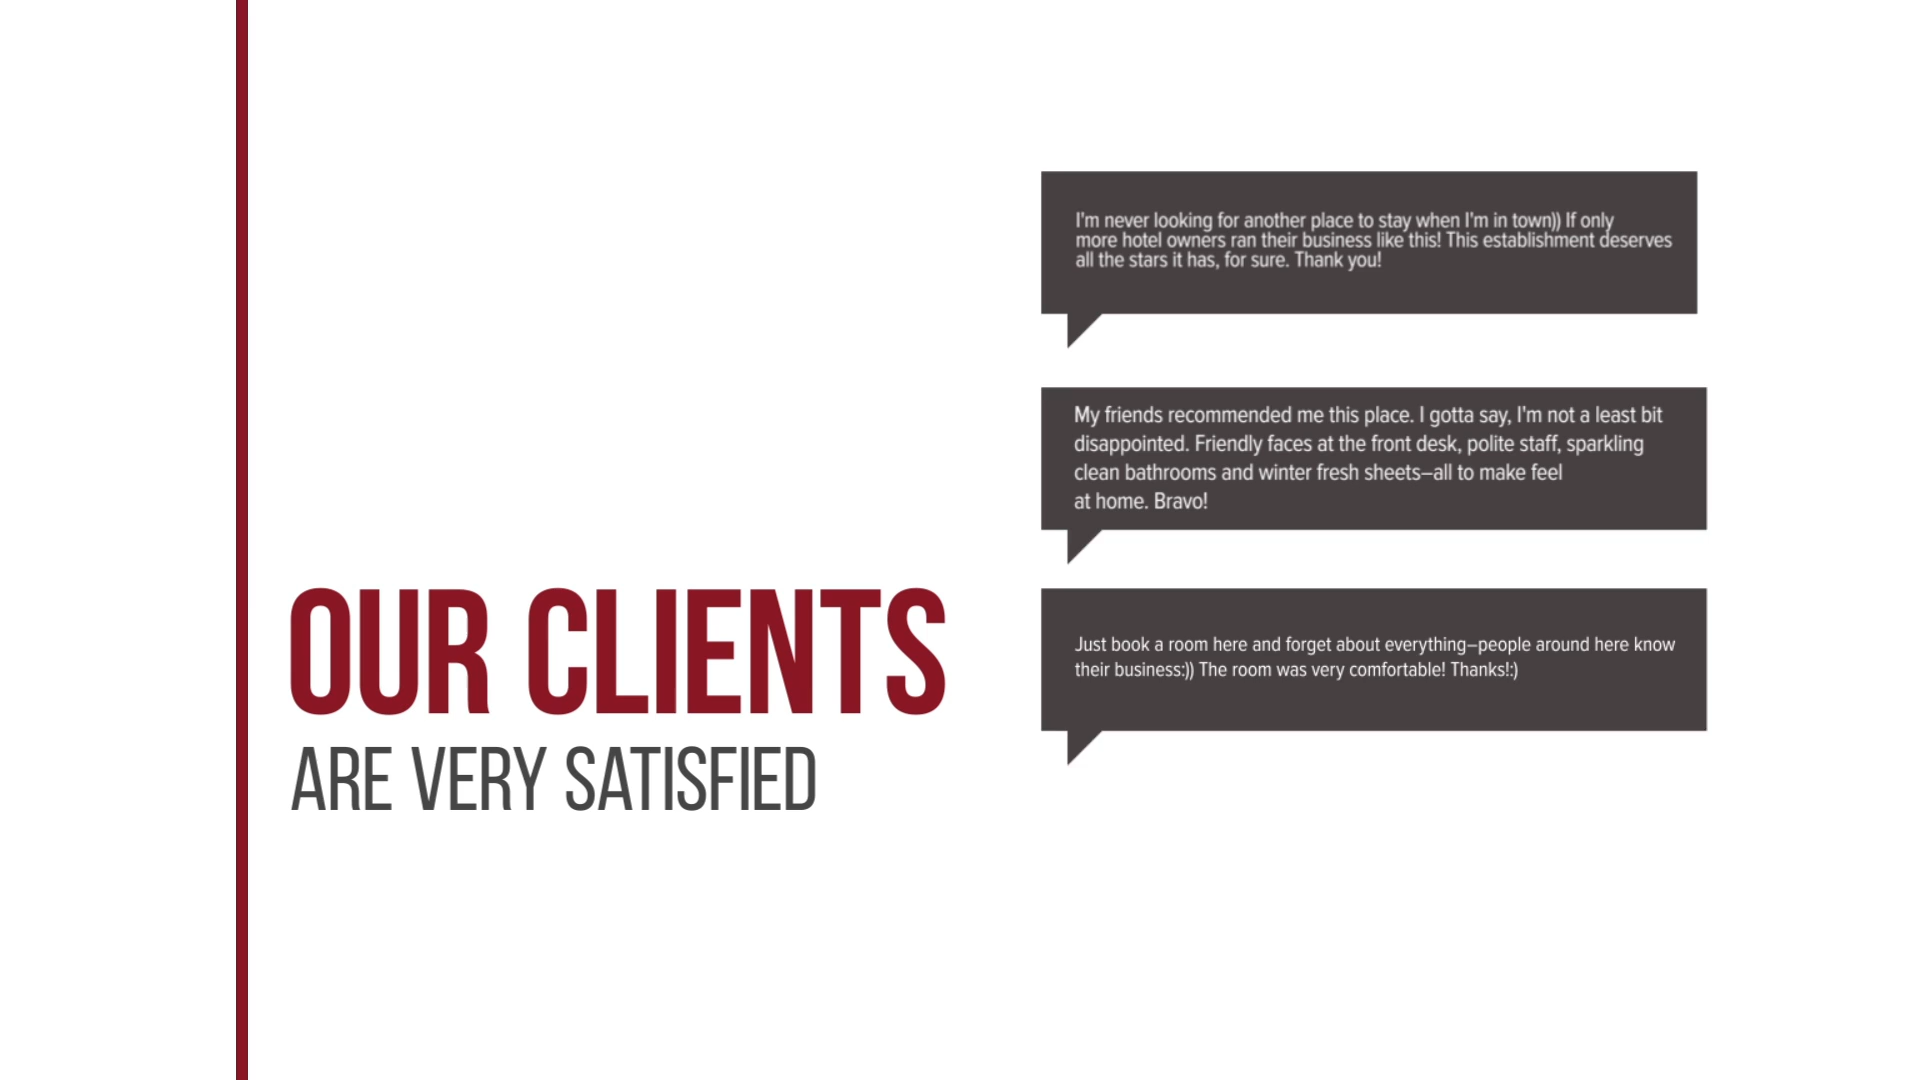 OUR CLIENTS
ARE VERY SATISFIED
I'm never looking for another place to stay when I'm in town)) If only
more hotel owners ran their business like this! This establishment deserves
all the stars it has, for sure. Thank you!
My friends recommended me this place. I gotta say, I'm not a least bit
disappointed. Friendly faces at the front desk, polite staff, sparkling
clean bathrooms and winter fresh sheets–all to make feel
at home. Bravo!
Just book a room here and forget about everything–people around here know
their business:)) The room was very comfortable! Thanks!:)